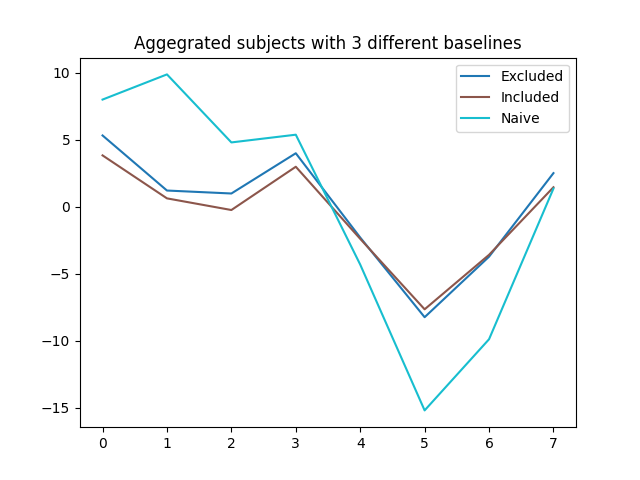 Aggegrated subjects with 3 different baselines
10
5
0
−5
−10
−15
Excluded
Included
Naive
0 1 2 3 4 5 6 7